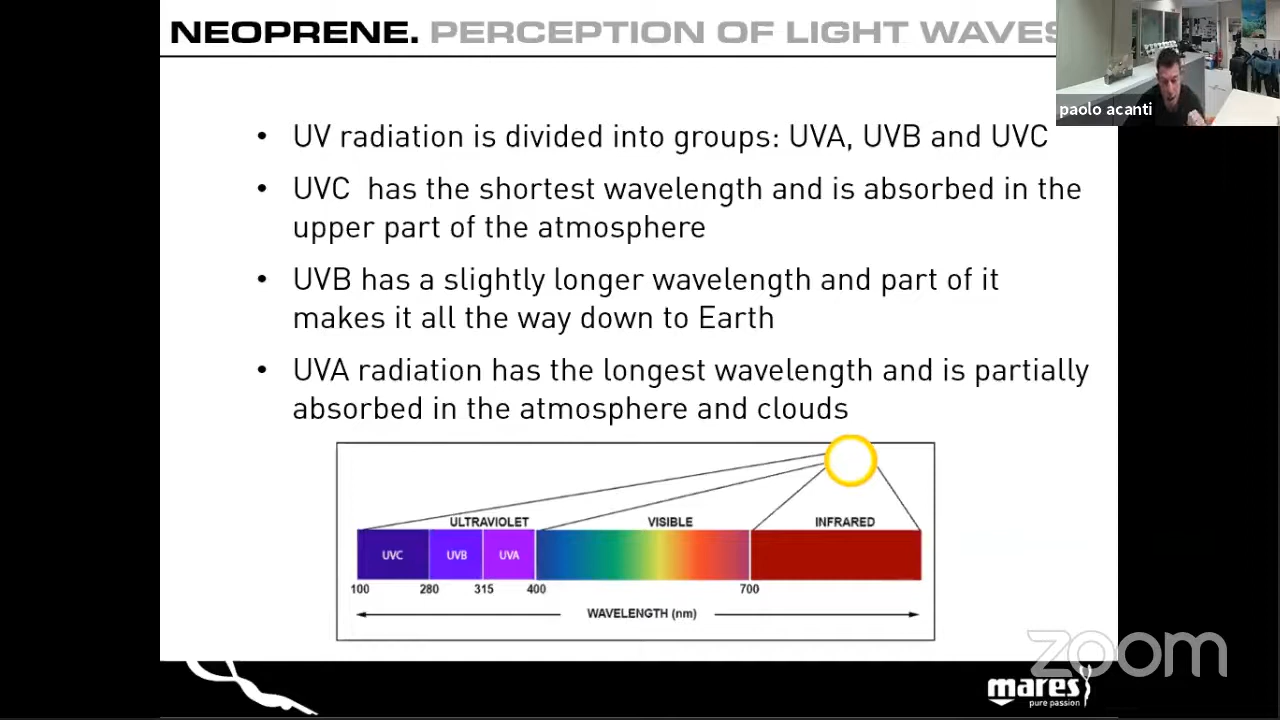 NEOPRENE. PERCEPTION OF LIGHT WAVES
paolo acanti
• UV radiation is divided into groups: UVA, UVB and UVC
• UVC has the shortest wavelength and is absorbed in the
upper part of the atmosphere
• UVB has a slightly longer wavelength and part of it
makes it all the way down to Earth
• UVA radiation has the longest wavelength and is partially
absorbed in the atmosphere and clouds
ULTRAVIOLET VISIBLE INFRARED
UVC UVB UVA
100 280 315 400 700
WAVELENGTH (nm)
zoom
mares
pure passion